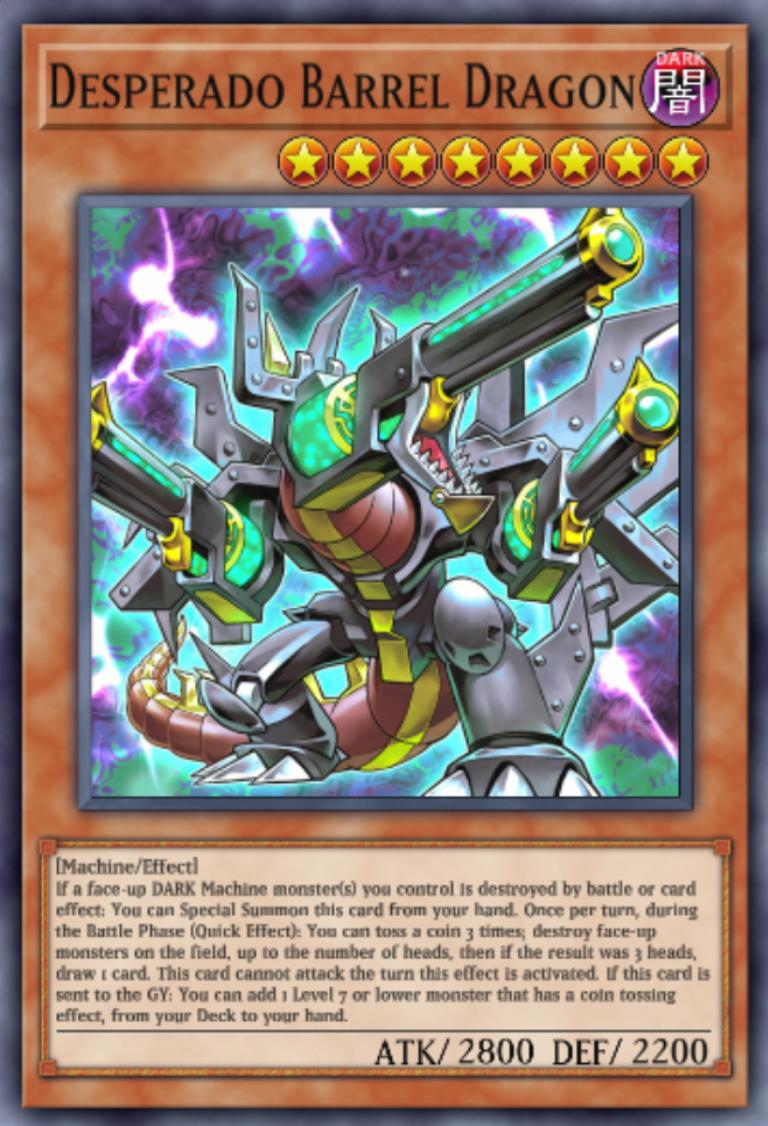 DESPERADO BARREL DRAGON
DARK
闇
[Machine/Effect]
If a face-up DARK Machine monster(s) you control is destroyed by battle or card
effect: You can Special Summon this card from your hand. Once per turn, during
the Battle Phase (Quick Effect): You can toss a coin 3 times; destroy face-up
monsters on the field, up to the number of heads, then if the result was 3 heads,
draw 1 card. This card cannot attack the turn this effect is activated. If this card is
sent to the GY: You can add 1 Level 7 or lower monster that has a coin tossing
effect, from your Deck to your hand.
ATK/ 2800 DEF/ 2200